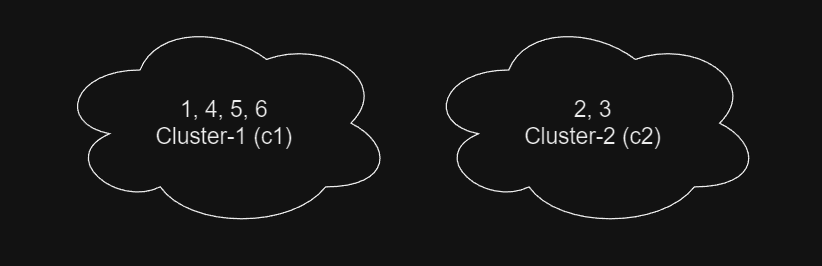 1, 4, 5, 6
Cluster-1 (c1)
2, 3
Cluster-2 (c2)